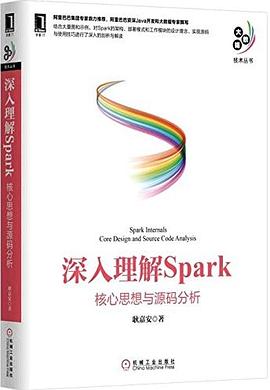 阿里巴巴集团专家鼎力推荐,阿里巴巴资深Java开发和大数据专家撰写
结合大量图和示例,对Spark的架构、部署模式和工作模块的设计理念、实现源码
与使用技巧进行了深入的剖析与解读
大数据
技术丛书
Spark Internals
Core Design and Source Code Analysis
深入理解Spark
核心思想与源码分析
耿嘉安◎著
机械工业出版社
China Machine Press
深入理解Spark
核心思想与源码分析